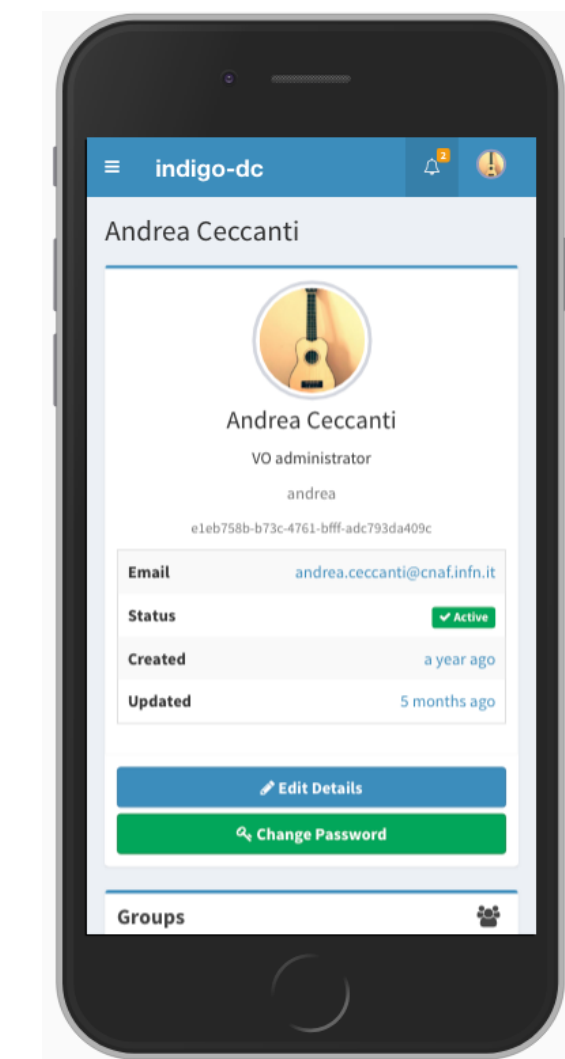 indigo-dc
2
Andrea Ceccanti
Andrea Ceccanti
VO administrator
andrea
e1eb758b-b73c-4761-bfff-adc793da409c
Email andrea.ceccanti@cnaf.infn.it
Status Active
Created a year ago
Updated 5 months ago
Edit Details
Change Password
Groups